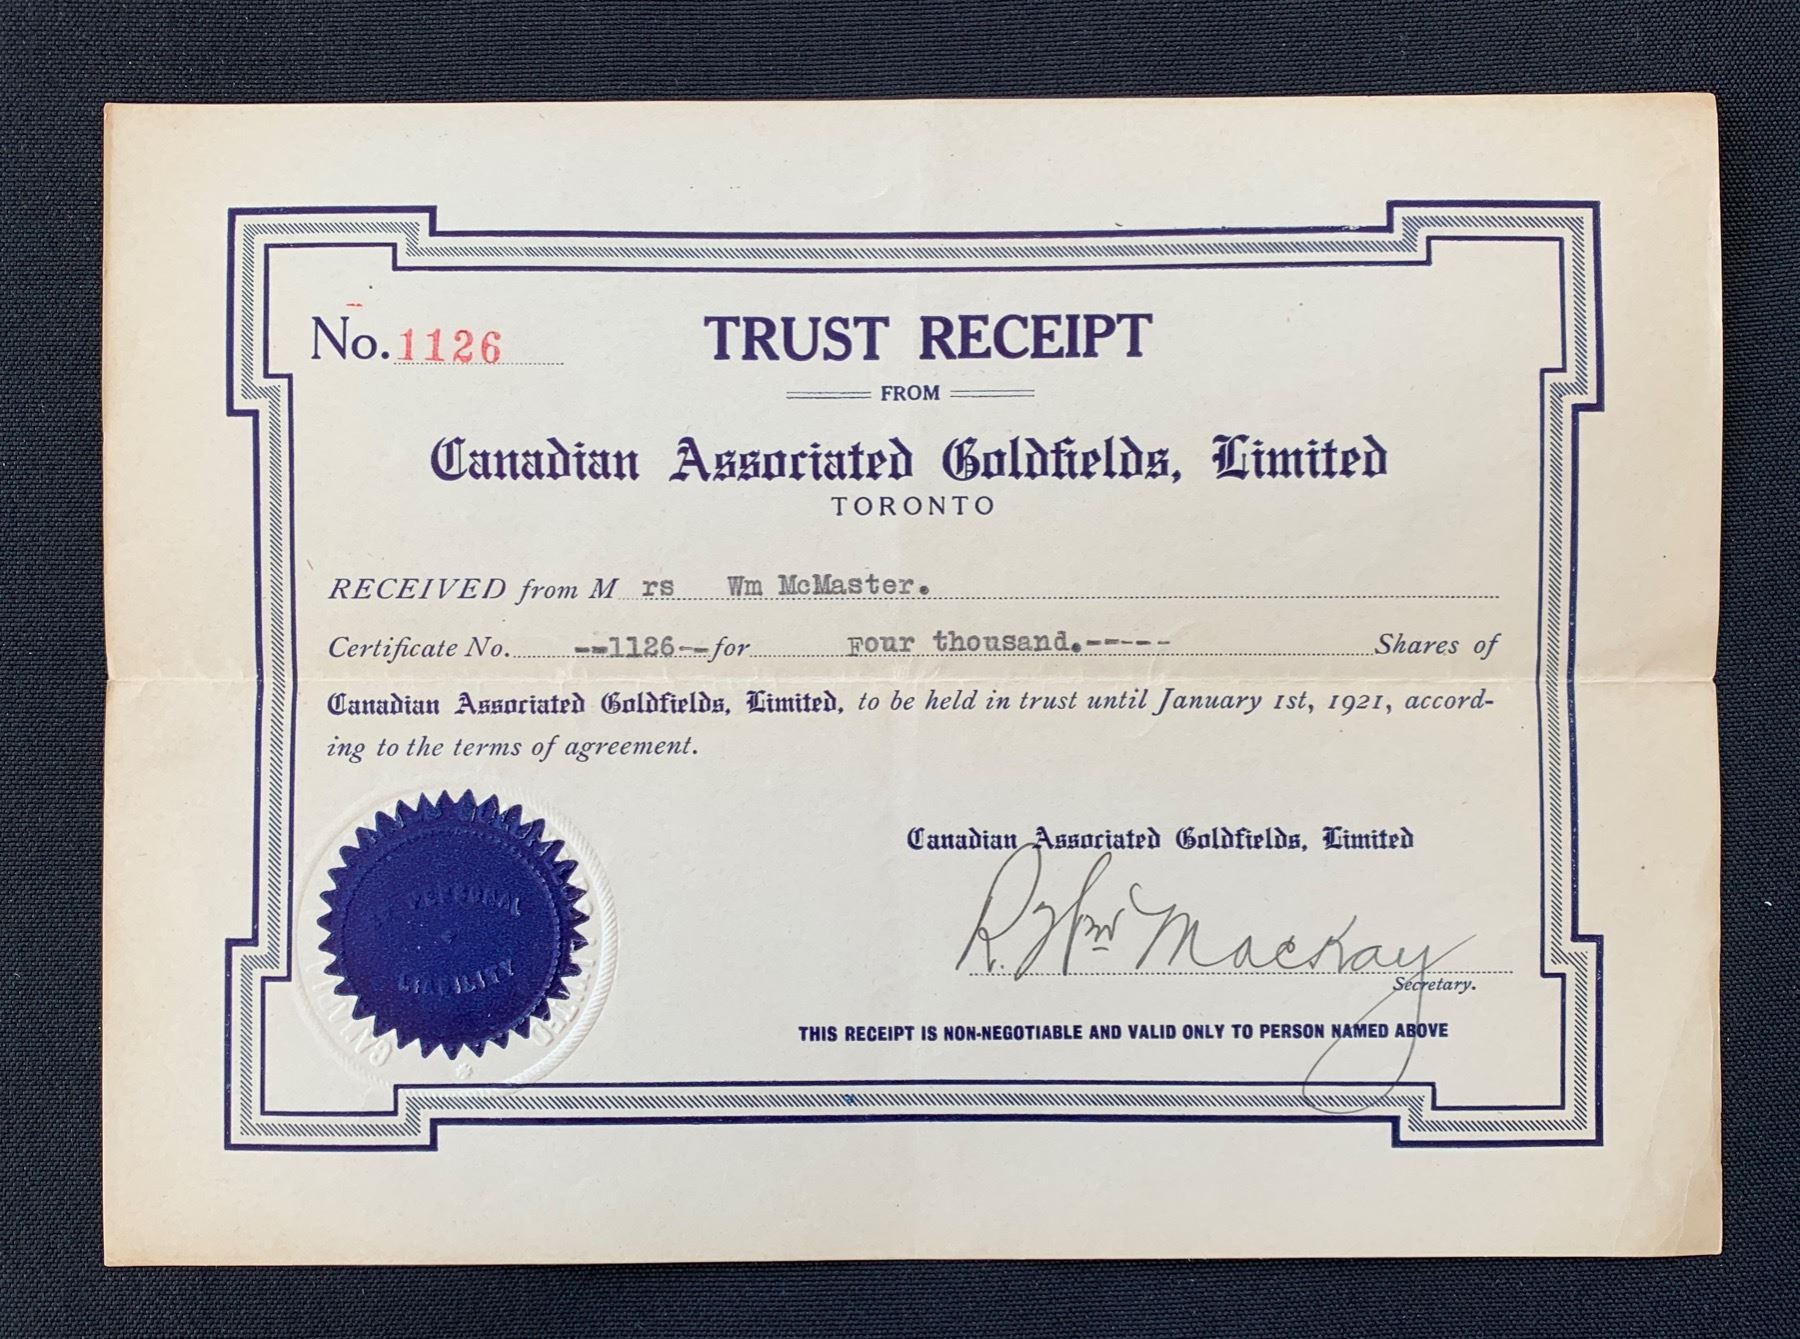 No. 1126
TRUST RECEIPT
FROM
Canadian Associated Goldfields, Limited
TORONTO
RECEIVED from M rs Wm McMaster.
Certificate No. --1126-- for Four thousand.----- Shares of
Canadian Associated Goldfields, Limited, to be held in trust until January 1st, 1921, accord-
ing to the terms of agreement.
Canadian Associated Goldfields, Limited
Mackay
Secretary.
THIS RECEIPT IS NON-NEGOTIABLE AND VALID ONLY TO PERSON NAMED ABOVE
LIABILITY